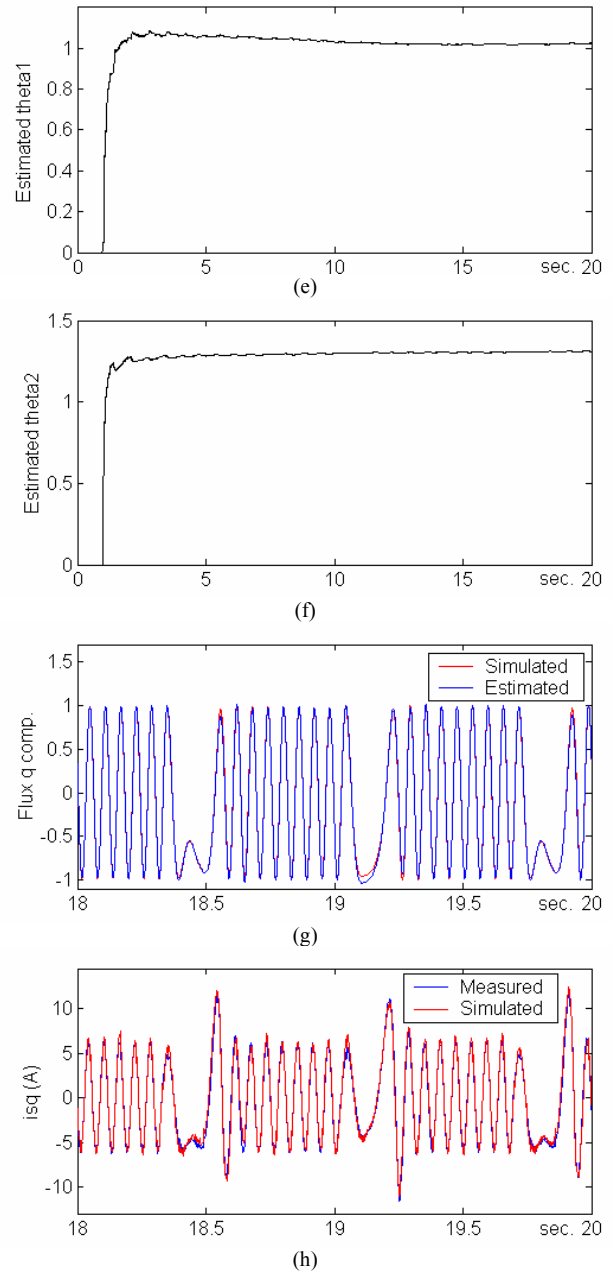 1
0.8
0.6
0.4
0.2
0
Estimated theta1
0 5 10 15 sec. 20
(e)
1.5
1
0.5
0
Estimated theta2
0 5 10 15 sec. 20
(f)
1.5
1
0.5
0
-0.5
-1
Flux q comp.
Simulated
Estimated
18 18.5 19 19.5 sec. 20
(g)
10
5
0
-5
-10
isq (A)
Measured
Simulated
18 18.5 19 19.5 sec. 20
(h)